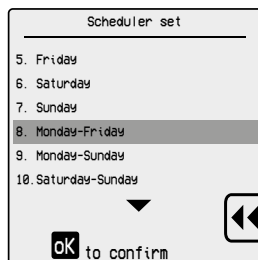 Scheduler set
5. Friday
6. Saturday
7. Sunday
8. Monday-Friday
9. Monday-Sunday
10.Saturday-Sunday
OK to confirm